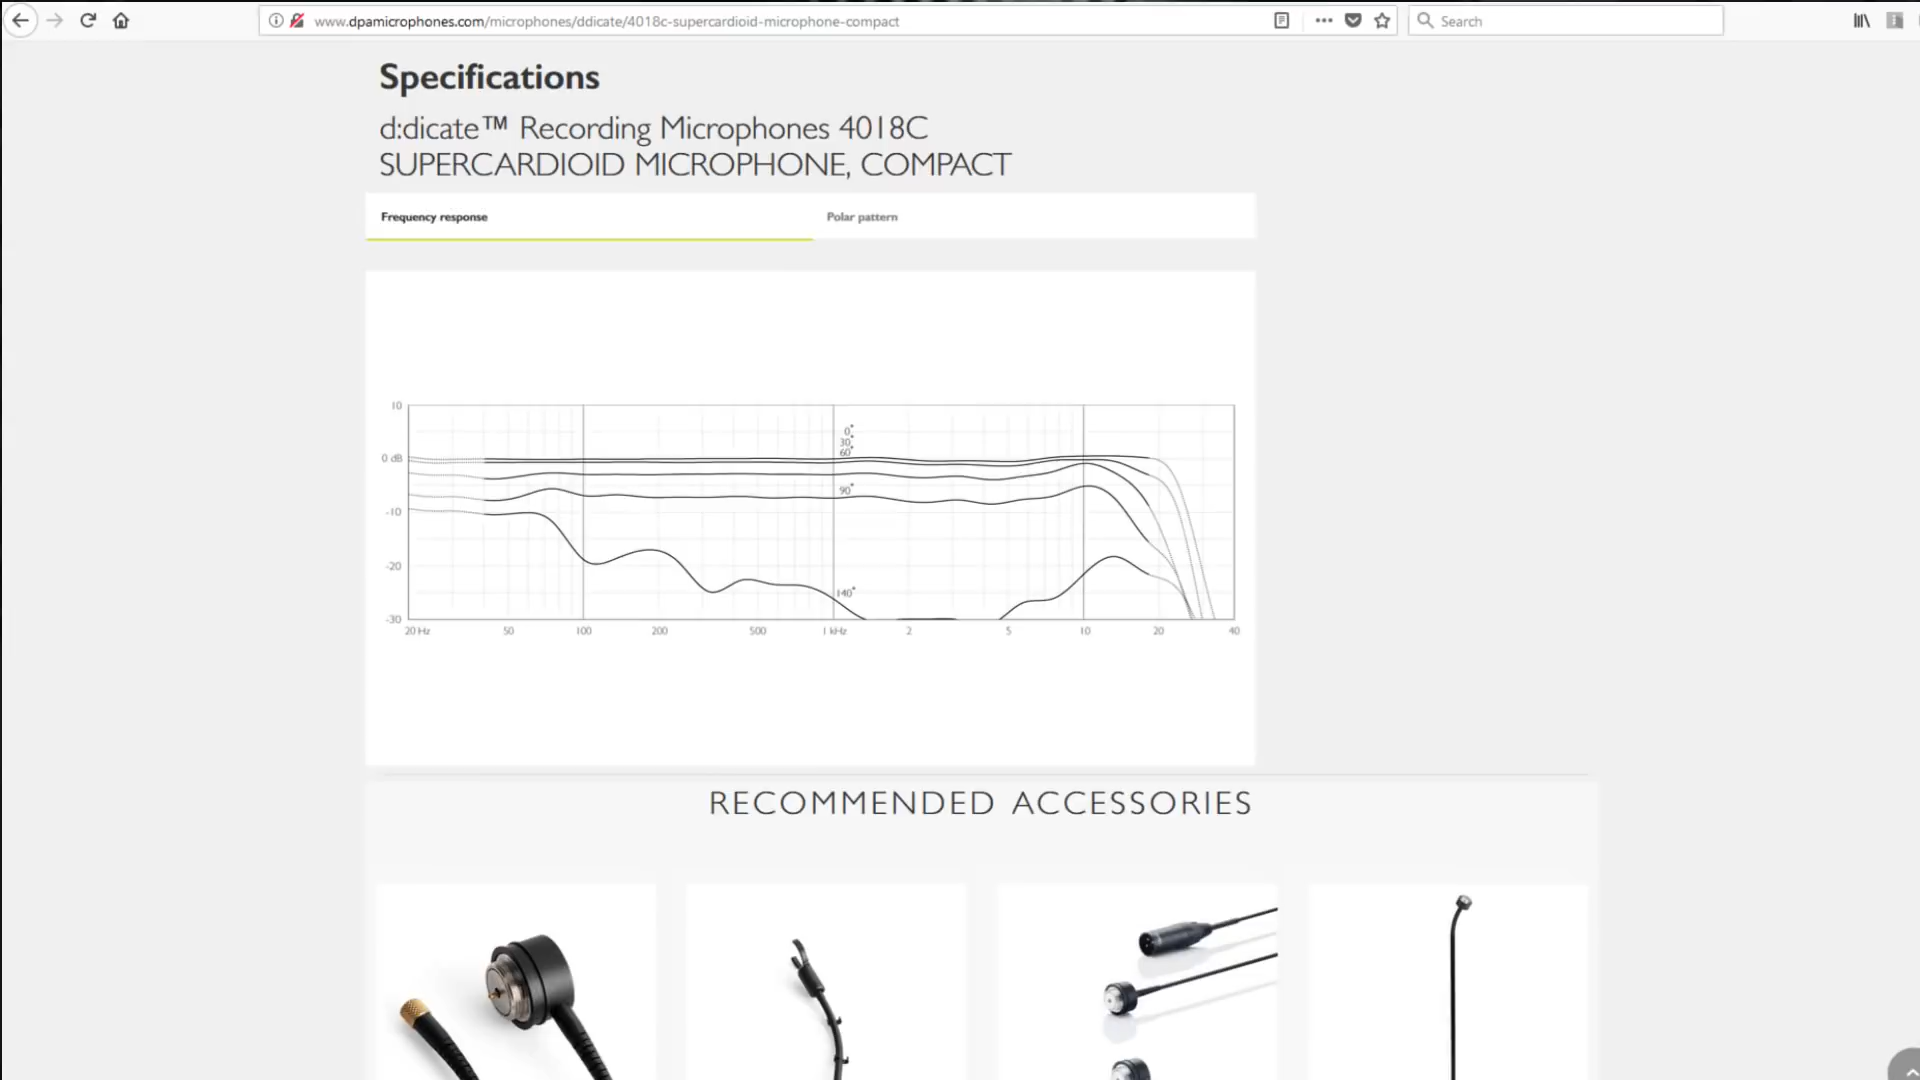 www.dpamicrophones.com/microphones/ddicate/4018c-supercardioid-microphone-compact
Search
Specifications
d:dicate™ Recording Microphones 4018C
SUPERCARDIOID MICROPHONE, COMPACT
Frequency response
Polar pattern
10
0 dB
-10
-20
-30
0°
30°
60°
90°
140°
20 Hz 50 100 200 500 1 kHz 2 5 10 20 40
RECOMMENDED ACCESSORIES